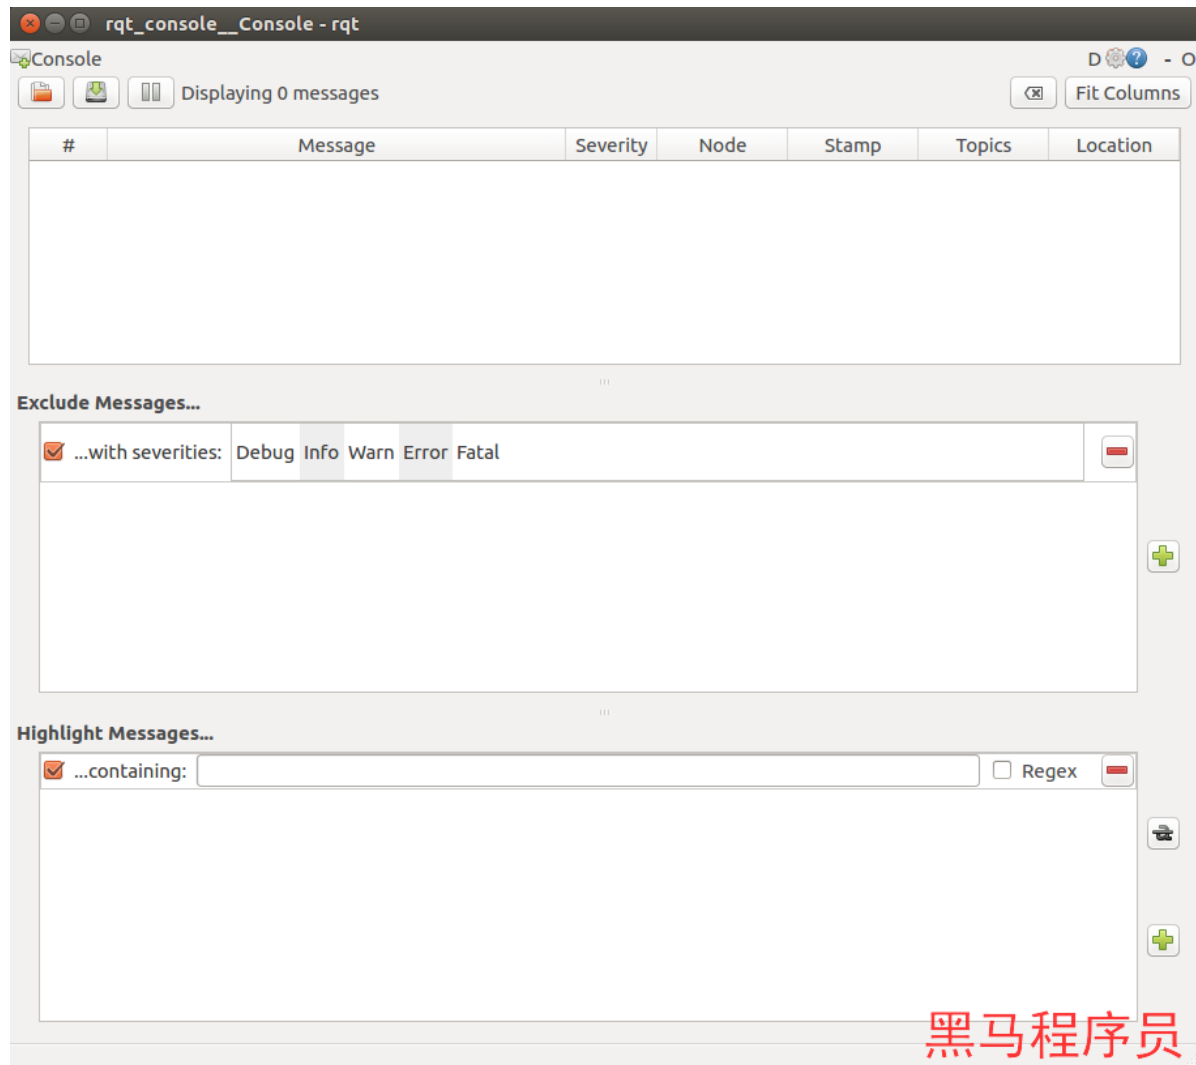 rqt_console__Console - rqt
Console D - O
Displaying 0 messages Fit Columns
# Message Severity Node Stamp Topics Location
Exclude Messages...
...with severities: Debug Info Warn Error Fatal
Highlight Messages...
...containing: Regex
黑马程序员